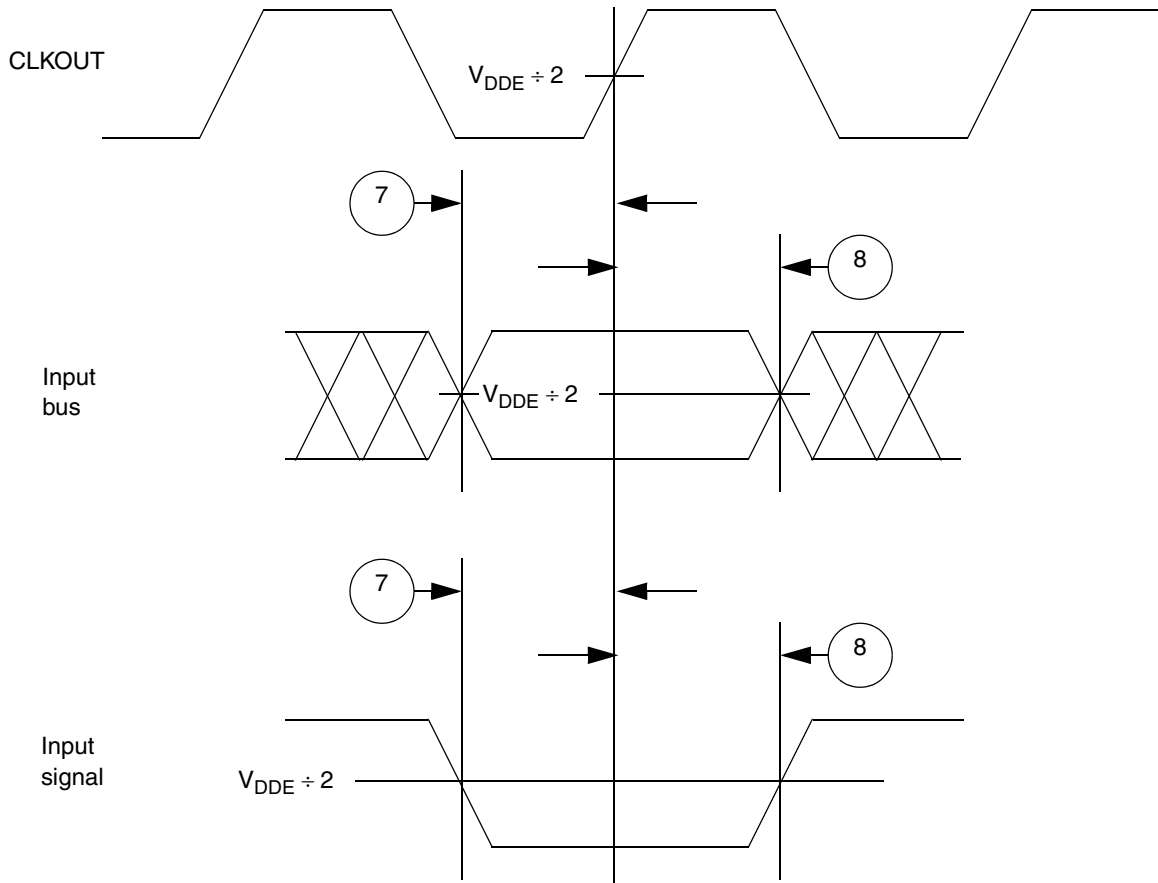 CLKOUT
V_DDE ÷ 2
7
8
Input
bus
V_DDE ÷ 2
7
8
Input
signal
V_DDE ÷ 2